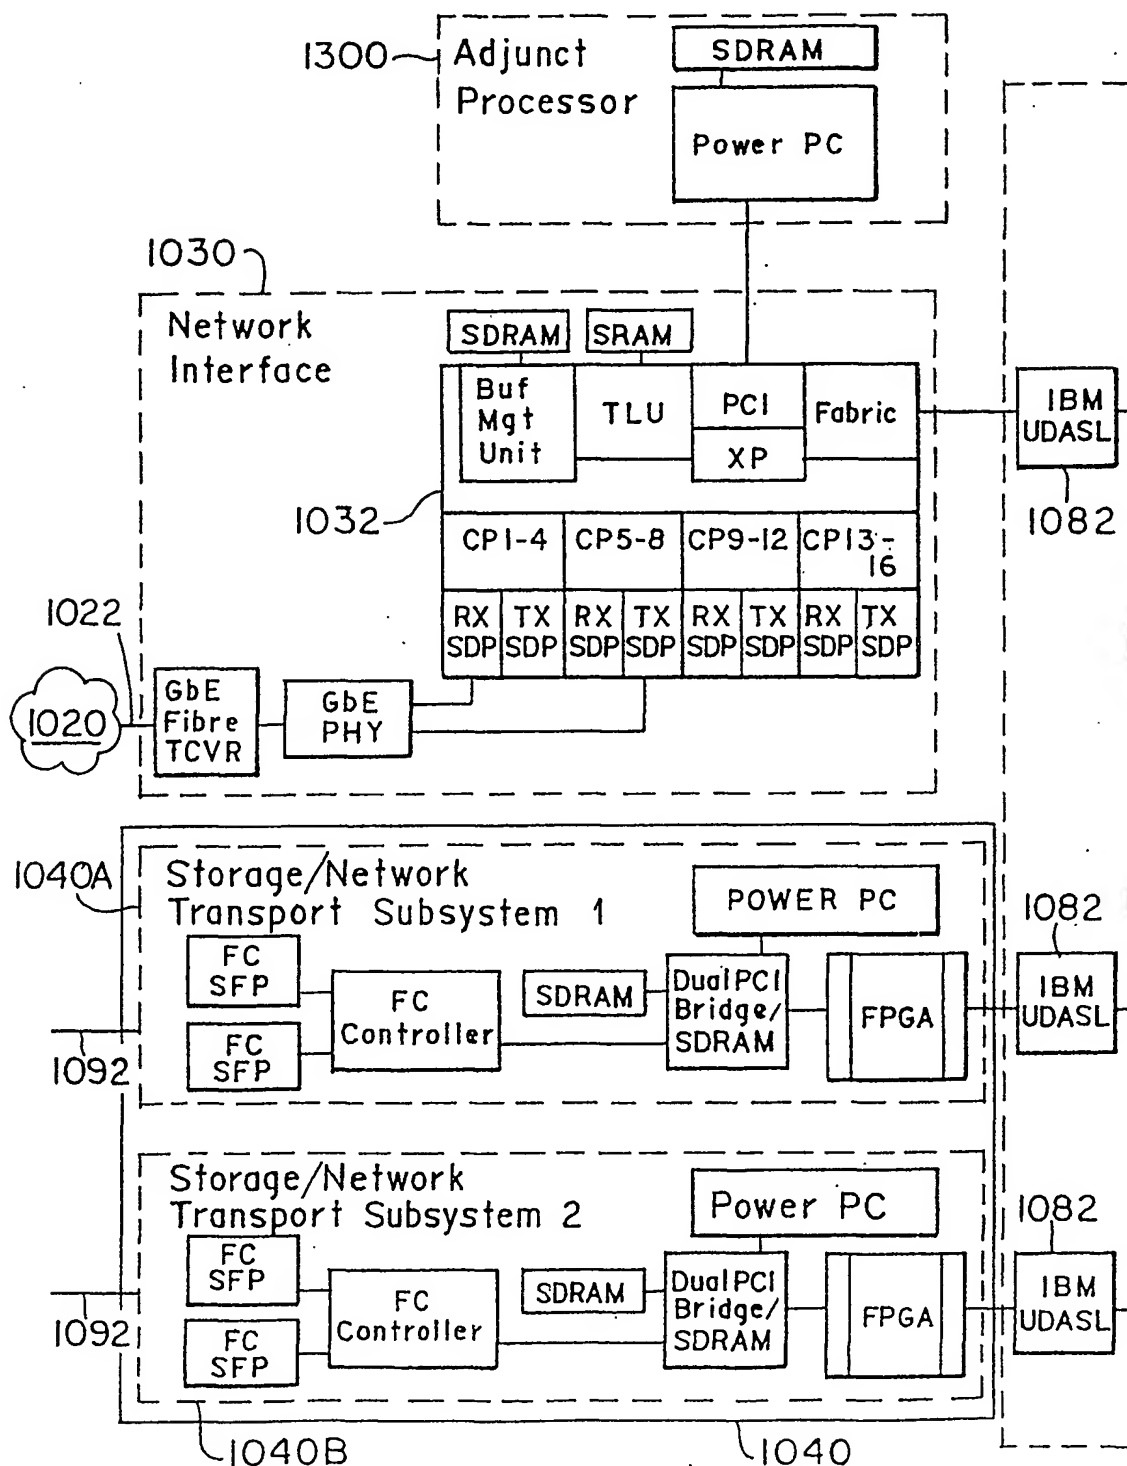 1300
Adjunct
Processor
SDRAM
Power PC
1030
Network
Interface
SDRAM
SRAM
Buf
Mgt
Unit
TLU
PCI
XP
Fabric
IBM
UDASL
1082
1032
CP1-4
CP5-8
CP9-12
CP13-
16
RX
SDP
TX
SDP
RX
SDP
TX
SDP
RX
SDP
TX
SDP
RX
SDP
TX
SDP
1022
1020
GbE
Fibre
TCVR
GbE
PHY
1040A
Storage/Network
Transport Subsystem 1
POWER PC
1082
FC
SFP
FC
SFP
FC
Controller
SDRAM
Dual PCI
Bridge/
SDRAM
FPGA
IBM
UDASL
1092
Storage/Network
Transport Subsystem 2
Power PC
1082
FC
SFP
FC
SFP
FC
Controller
SDRAM
Dual PCI
Bridge/
SDRAM
FPGA
IBM
UDASL
1092
1040B
1040